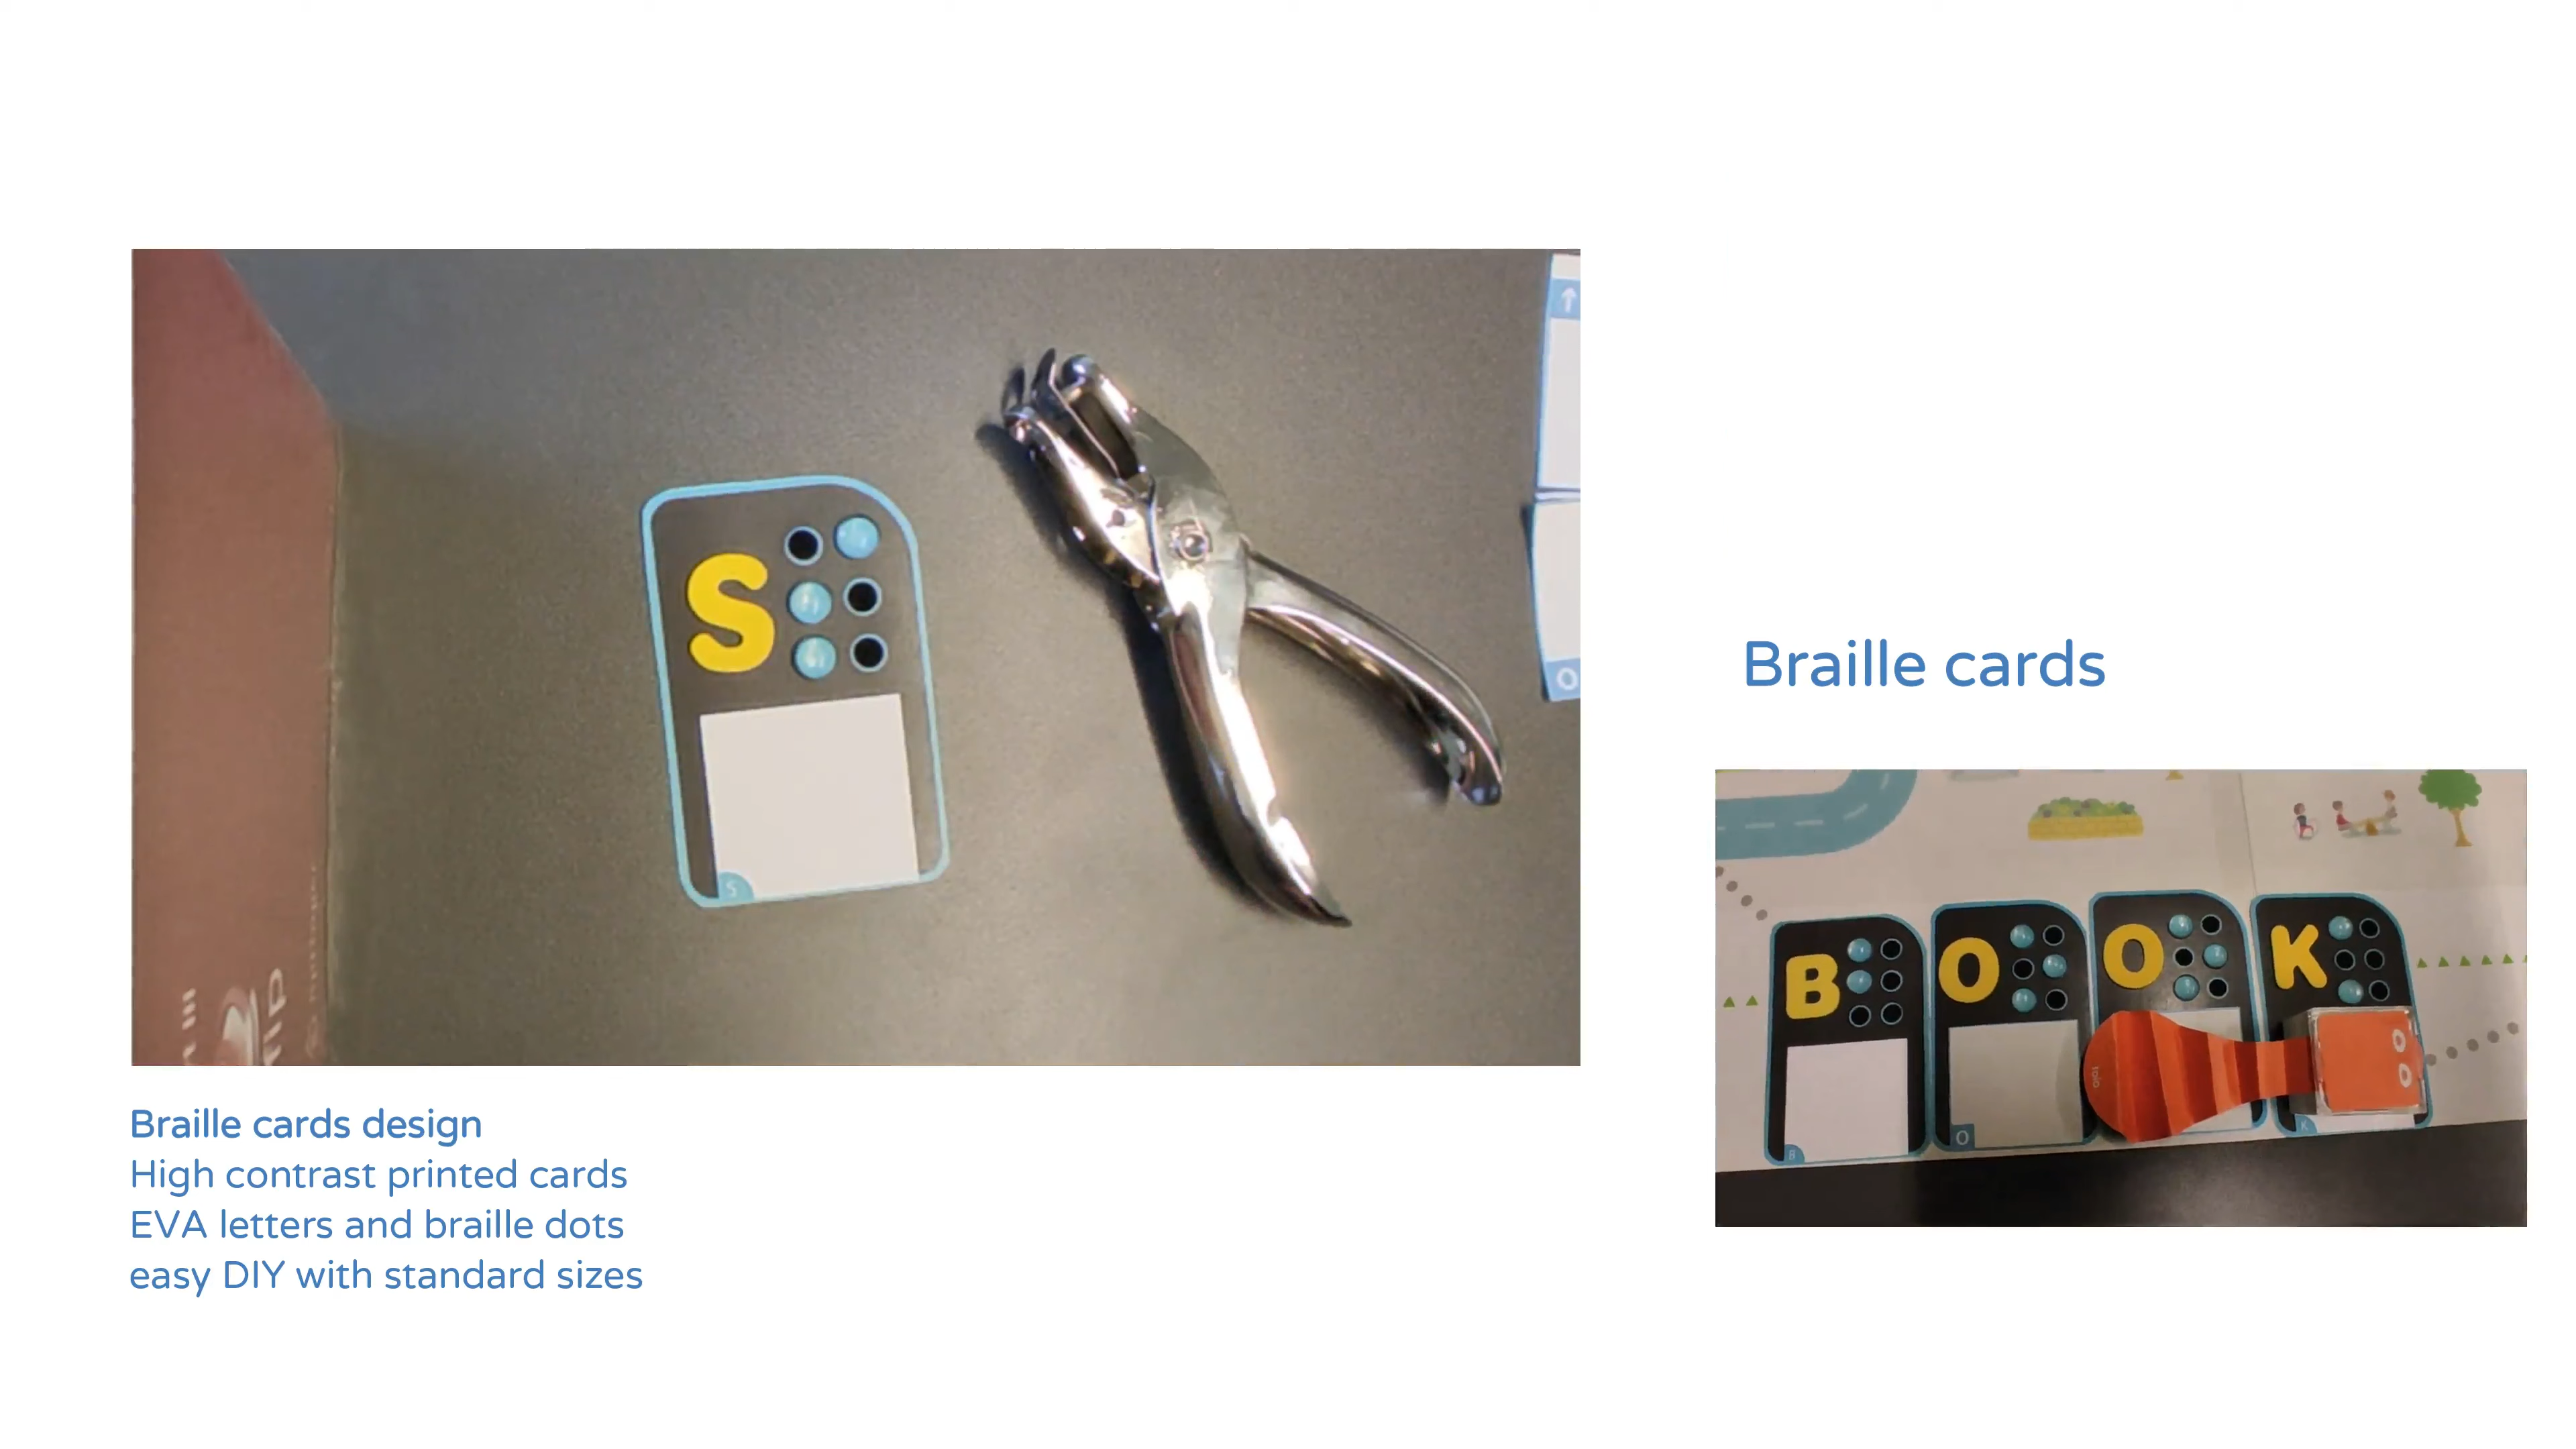 S
S
↑
O
Braille cards design
High contrast printed cards
EVA letters and braille dots
easy DIY with standard sizes
Braille cards
B O O K
B O K